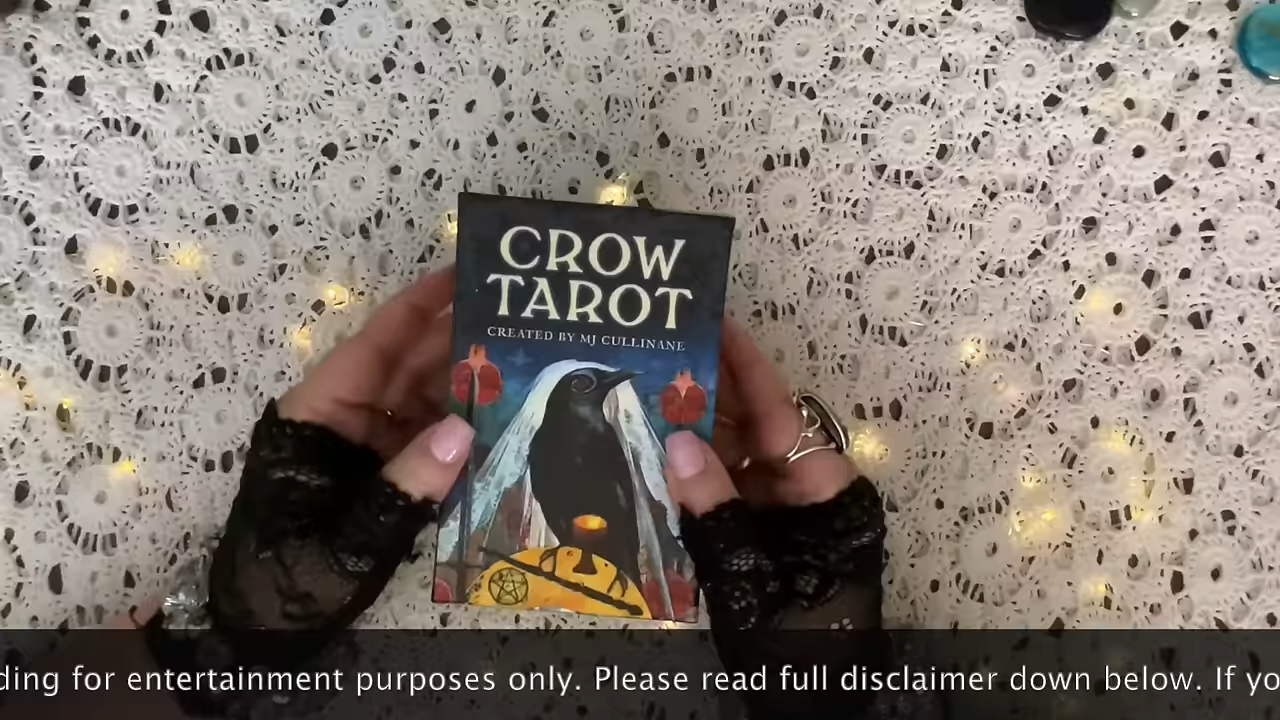 CROW
TAROT
CREATED BY MJ CULLINANE
ding for entertainment purposes only. Please read full disclaimer down below. If yo